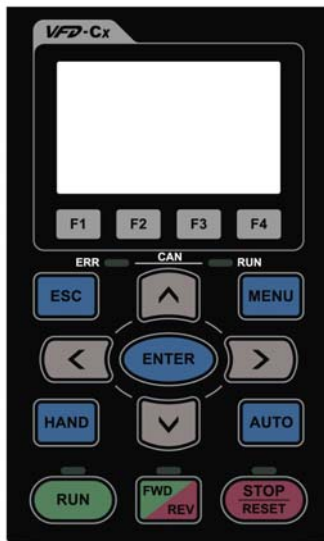 VFD-Cx
F1 F2 F3 F4
ERR CAN RUN
ESC MENU
ENTER
HAND AUTO
RUN FWD REV STOP RESET